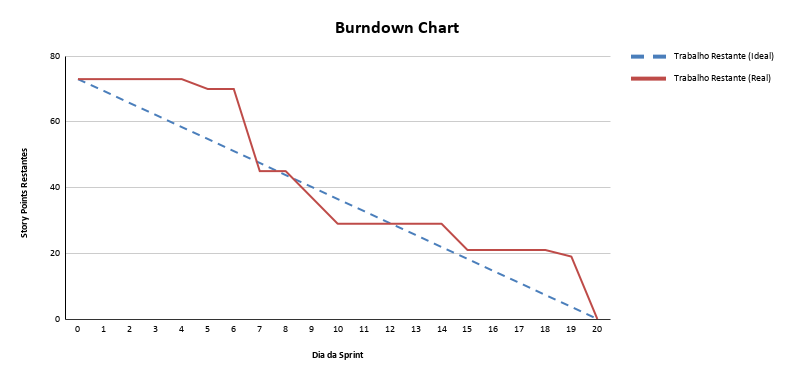 Burndown Chart
80
60
40
20
0
Story Points Restantes
0 1 2 3 4 5 6 7 8 9 10 11 12 13 14 15 16 17 18 19 20
Dia da Sprint
Trabalho Restante (Ideal)
Trabalho Restante (Real)